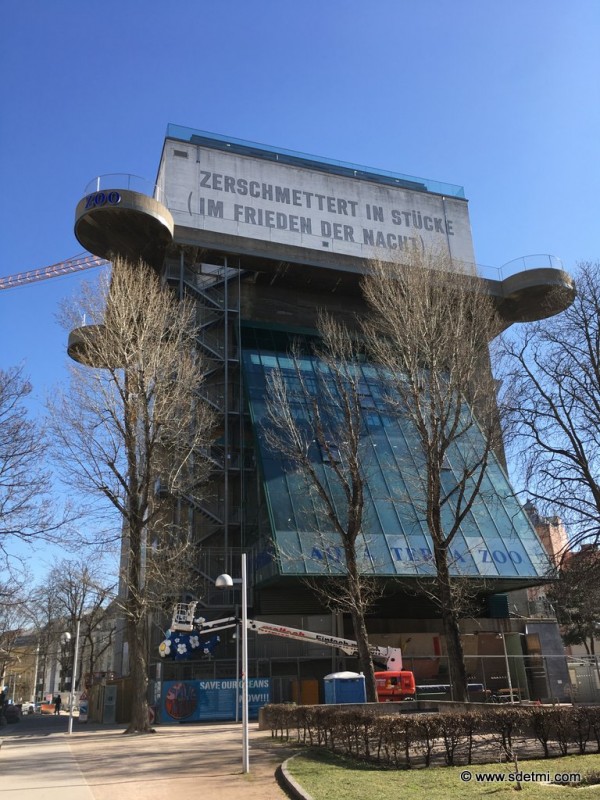 ZERSCHMETTERT IN STÜCKE
(IM FRIEDEN DER NACHT)
ZOO
AQUA TERRA ZOO
SAVE OUR OCEANS
NOW!!!
© www.sdetmi.com